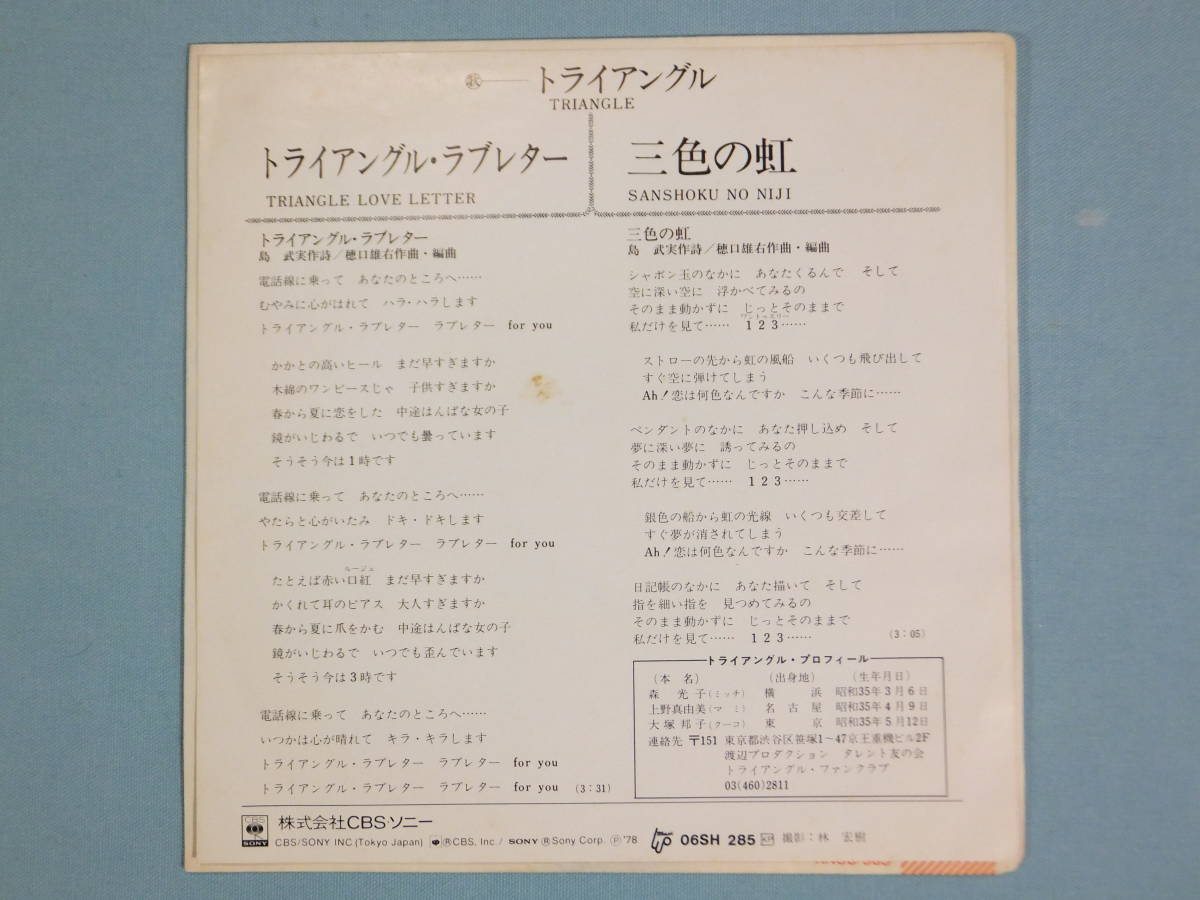 歌——トライアングル
TRIANGLE
トライアングル・ラブレター
TRIANGLE LOVE LETTER
三色の虹
SANSHOKU NO NIJI
トライアングル・ラブレター
島 武実作詩/穂口雄右作曲・編曲
電話線に乗って あなたのところへ……
むやみに心がはれて ハラ・ハラします
トライアングル・ラブレター ラブレター for you
かかとの高いヒール まだ早すぎますか
木綿のワンピースじゃ 子供すぎますか
春から夏に恋をした 中途はんぱな女の子
鏡がいじわるで いつでも曇っています
そうそう今は1時です
電話線に乗って あなたのところへ……
やたらと心がいたみ ドキ・ドキします
トライアングル・ラブレター ラブレター for you
ルージュ
たとえば赤い口紅 まだ早すぎますか
かくれて耳のピアス 大人すぎますか
春から夏に爪をかむ 中途はんぱな女の子
鏡がいじわるで いつでも歪んでいます
そうそう今は3時です
電話線に乗って あなたのところへ……
いつかは心が晴れて キラ・キラします
トライアングル・ラブレター ラブレター for you
トライアングル・ラブレター ラブレター for you (3:31)
三色の虹
島 武実作詩/穂口雄右作曲・編曲
シャボン玉のなかに あなたくるんで そして
空に深い空に 浮かべてみるの
そのまま動かずに じっとそのままで
ワントゥスリー
私だけを見て…… 1 2 3……
ストローの先から虹の風船 いくつも飛び出して
すぐ空に弾けてしまう
Ah!恋は何色なんですか こんな季節に……
ペンダントのなかに あなた押し込め そして
夢に深い夢に 誘ってみるの
そのまま動かずに じっとそのままで
私だけを見て…… 1 2 3……
銀色の船から虹の光線 いくつも交差して
すぐ夢が消されてしまう
Ah!恋は何色なんですか こんな季節に……
日記帳のなかに あなた描いて そして
指を細い指を 見つめてみるの
そのまま動かずに じっとそのままで
私だけを見て…… 1 2 3……
(3:05)
トライアングル・プロフィール
(本 名) (出身地) (生年月日)
森 光子(ミッチ) 横 浜 昭和35年3月6日
上野真由美(マ ミ) 名古屋 昭和35年4月9日
大塚邦子(クーコ) 東 京 昭和35年5月12日
連絡先 〒151 東京都渋谷区笹塚1〜47京王重機ビル2F
渡辺プロダクション タレント友の会
トライアングル・ファンクラブ
03(460)2811
CBS
SONY
株式会社CBS・ソニー
CBS/SONY INC (Tokyo Japan) ®CBS, Inc./ SONY ®Sony Corp. Ⓟ'78 06SH 285 撮影:林 宏樹